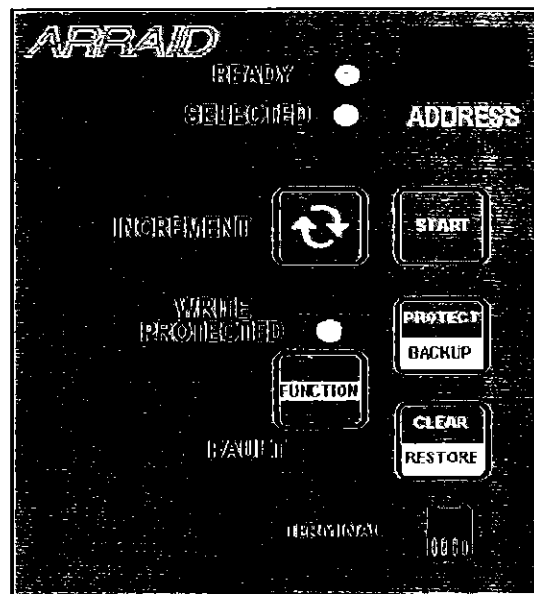 ARRAID
READY
SELECTED
ADDRESS
INCREMENT
START
WRITE
PROTECTED
PROTECT
BACKUP
FUNCTION
CLEAR
RESTORE
FAULT
TERMINAL